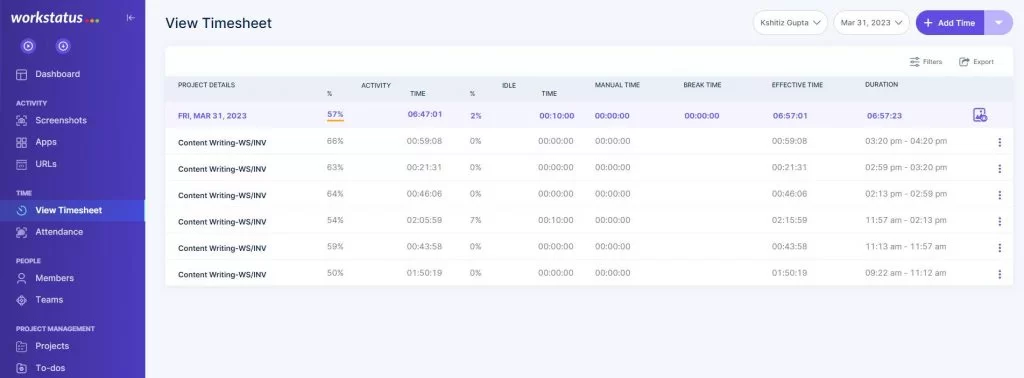 workstatus
Dashboard
ACTIVITY
Screenshots
Apps
URLs
TIME
View Timesheet
Attendance
PEOPLE
Members
Teams
PROJECT MANAGEMENT
Projects
To-dos
View Timesheet
Kshitiz Gupta
Mar 31, 2023
+ Add Time
Filters
Export
PROJECT DETAILS ACTIVITY IDLE MANUAL TIME BREAK TIME EFFECTIVE TIME DURATION
% TIME % TIME
FRI, MAR 31, 2023 57% 06:47:01 2% 00:10:00 00:00:00 00:00:00 06:57:01 06:57:23
Content Writing-WS/INV 66% 00:59:08 0% 00:00:00 00:00:00 00:59:08 03:20 pm - 04:20 pm
Content Writing-WS/INV 63% 00:21:31 0% 00:00:00 00:00:00 00:21:31 02:59 pm - 03:20 pm
Content Writing-WS/INV 64% 00:46:06 0% 00:00:00 00:00:00 00:46:06 02:13 pm - 02:59 pm
Content Writing-WS/INV 54% 02:05:59 7% 00:10:00 00:00:00 02:15:59 11:57 am - 02:13 pm
Content Writing-WS/INV 59% 00:43:58 0% 00:00:00 00:00:00 00:43:58 11:13 am - 11:57 am
Content Writing-WS/INV 50% 01:50:19 0% 00:00:00 00:00:00 01:50:19 09:22 am - 11:12 am